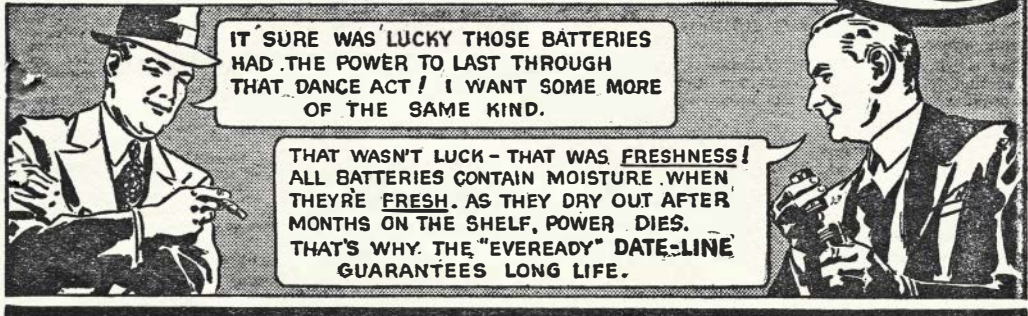 IT SURE WAS LUCKY THOSE BATTERIES
HAD THE POWER TO LAST THROUGH
THAT DANCE ACT! I WANT SOME MORE
OF THE SAME KIND.
THAT WASN'T LUCK - THAT WAS FRESHNESS!
ALL BATTERIES CONTAIN MOISTURE WHEN
THEY'RE FRESH. AS THEY DRY OUT AFTER
MONTHS ON THE SHELF, POWER DIES.
THAT'S WHY THE "EVEREADY" DATE-LINE
GUARANTEES LONG LIFE.